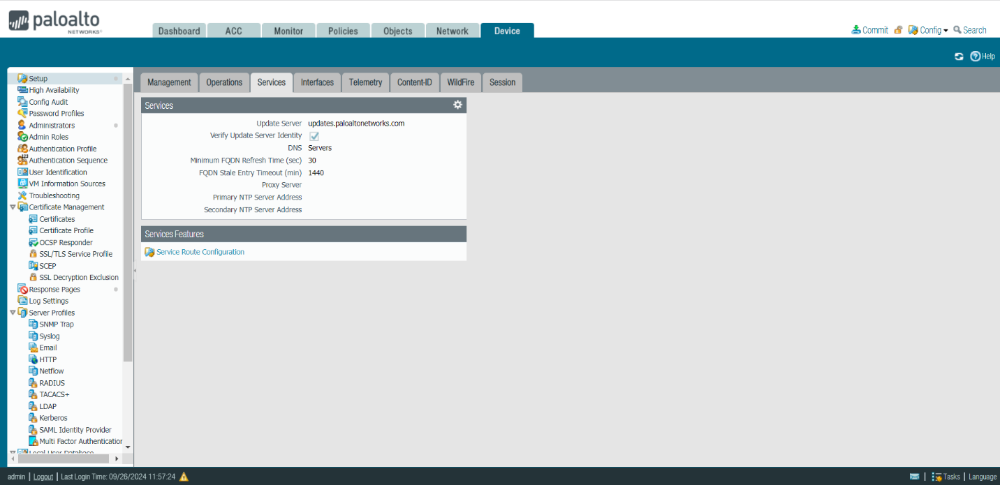 paloalto
NETWORKS®
Dashboard ACC Monitor Policies Objects Network Device
Commit Config Search
Help
Setup
High Availability
Config Audit
Password Profiles
Administrators
Admin Roles
Authentication Profile
Authentication Sequence
User Identification
VM Information Sources
Troubleshooting
Certificate Management
Certificates
Certificate Profile
OCSP Responder
SSL/TLS Service Profile
SCEP
SSL Decryption Exclusion
Response Pages
Log Settings
Server Profiles
SNMP Trap
Syslog
Email
HTTP
Netflow
RADIUS
TACACS+
LDAP
Kerberos
SAML Identity Provider
Multi Factor Authentication
Local User Database
Management Operations Services Interfaces Telemetry Content-ID WildFire Session
Services
Update Server updates.paloaltonetworks.com
Verify Update Server Identity
DNS Servers
Minimum FQDN Refresh Time (sec) 30
FQDN Stale Entry Timeout (min) 1440
Proxy Server
Primary NTP Server Address
Secondary NTP Server Address
Services Features
Service Route Configuration
admin | Logout | Last Login Time: 09/26/2024 11:57:24
| Tasks | Language